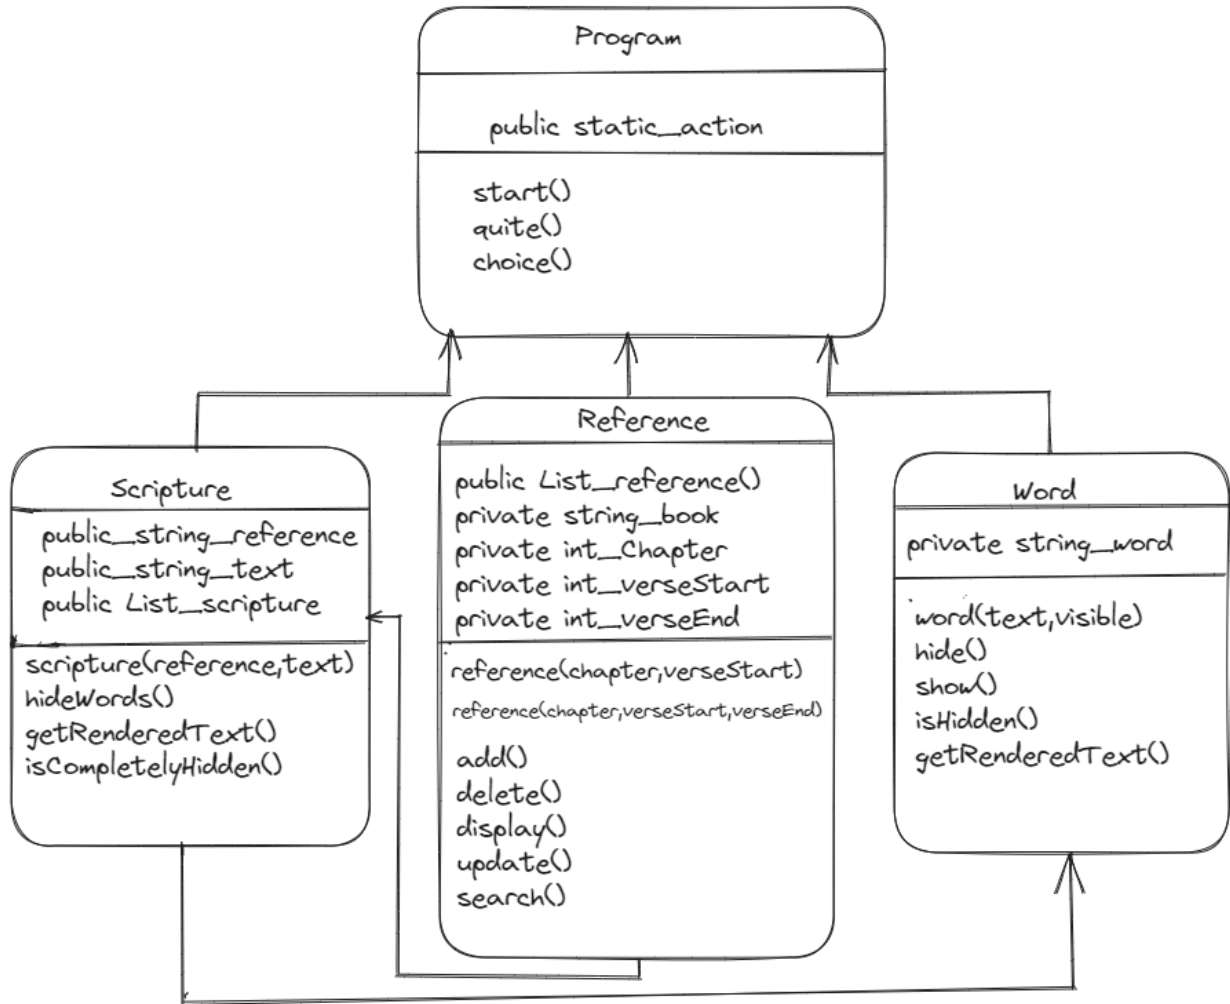 Program
public static_action
start()
quite()
choice()
Scripture
public_string_reference
public_string_text
public List_scripture
scripture(reference,text)
hideWords()
getRenderedText()
isCompletelyHidden()
Reference
public List_reference()
private string_book
private int_Chapter
private int_verseStart
private int_verseEnd
reference(chapter,verseStart)
reference(chapter,verseStart,verseEnd)
add()
delete()
display()
update()
search()
Word
private string_word
word(text,visible)
hide()
show()
isHidden()
getRenderedText()